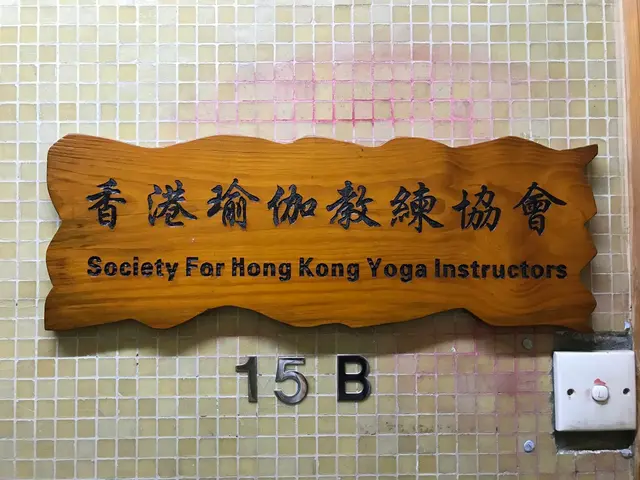 香港瑜伽教練協會
Society For Hong Kong Yoga Instructors
15 B